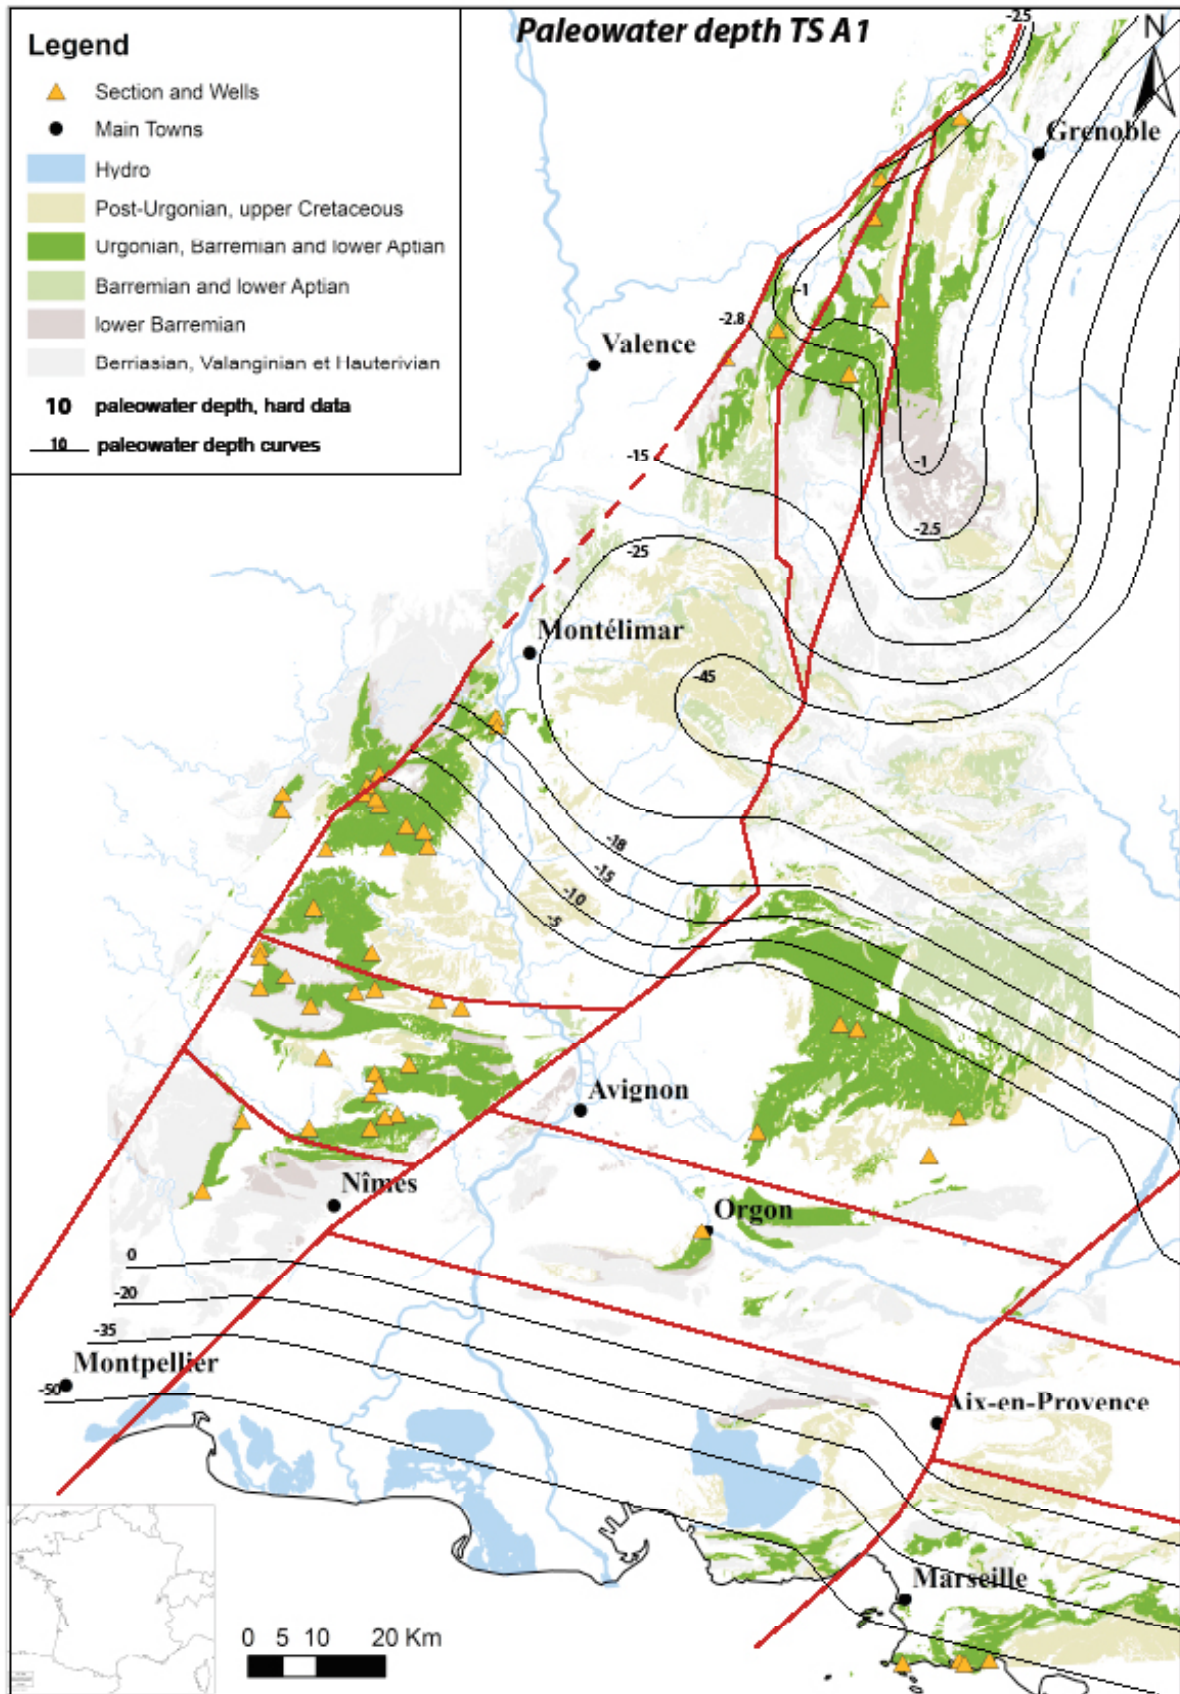 Paleowater depth TS A1
Legend
Section and Wells
Main Towns
Hydro
Post-Urgonian, upper Cretaceous
Urgonian, Barremian and lower Aptian
Barremian and lower Aptian
lower Barremian
Berriasian, Valanginian et Hauterivian
10 paleowater depth, hard data
10 paleowater depth curves
-25
N
Grenoble
-1
-2.8
Valence
-15
-1
-2.5
-25
Montélimar
-45
-18
-15
-10
-5
Avignon
Nîmes
Orgon
0
-20
-35
Montpellier
-50
Aix-en-Provence
Marseille
0 5 10 20 Km